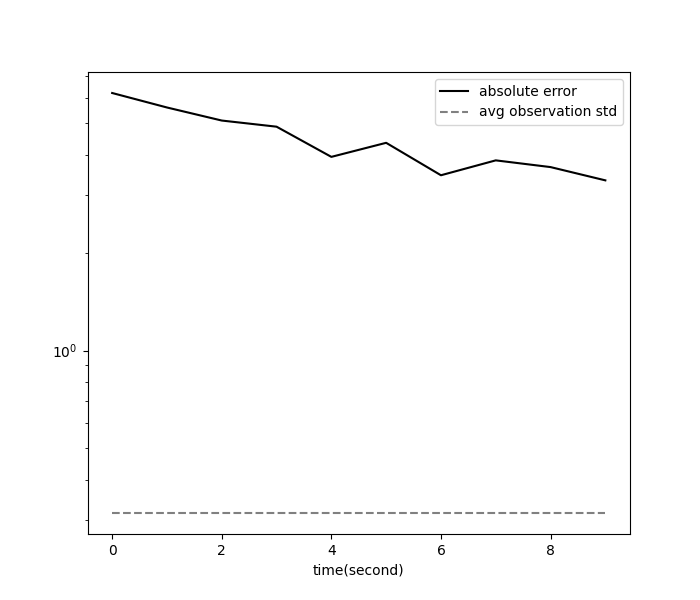 absolute error
avg observation std
10^0
0 2 4 6 8
time(second)